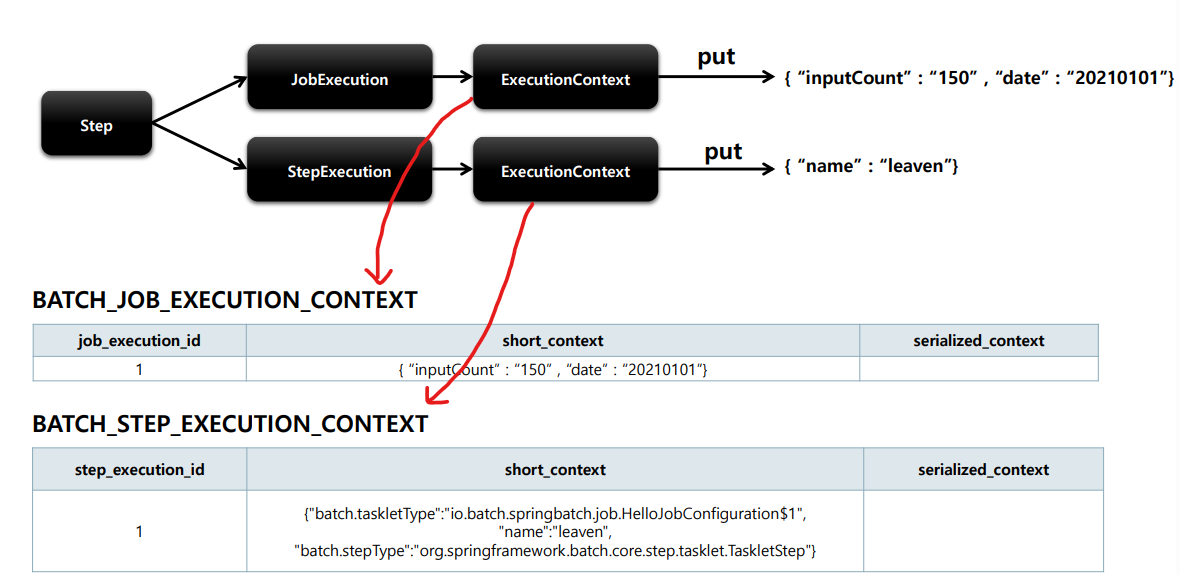 put
JobExecution
ExecutionContext
{ “inputCount” : “150” , “date” : “20210101”}
Step
put
StepExecution
ExecutionContext
{ “name” : “leaven”}
BATCH_JOB_EXECUTION_CONTEXT
job_execution_id
short_context
serialized_context
1
{ “inputCount” : “150” , “date” : “20210101”}
BATCH_STEP_EXECUTION_CONTEXT
step_execution_id
short_context
serialized_context
1
{"batch.taskletType":"io.batch.springbatch.job.HelloJobConfiguration$1",
"name":"leaven",
"batch.stepType":"org.springframework.batch.core.step.tasklet.TaskletStep"}